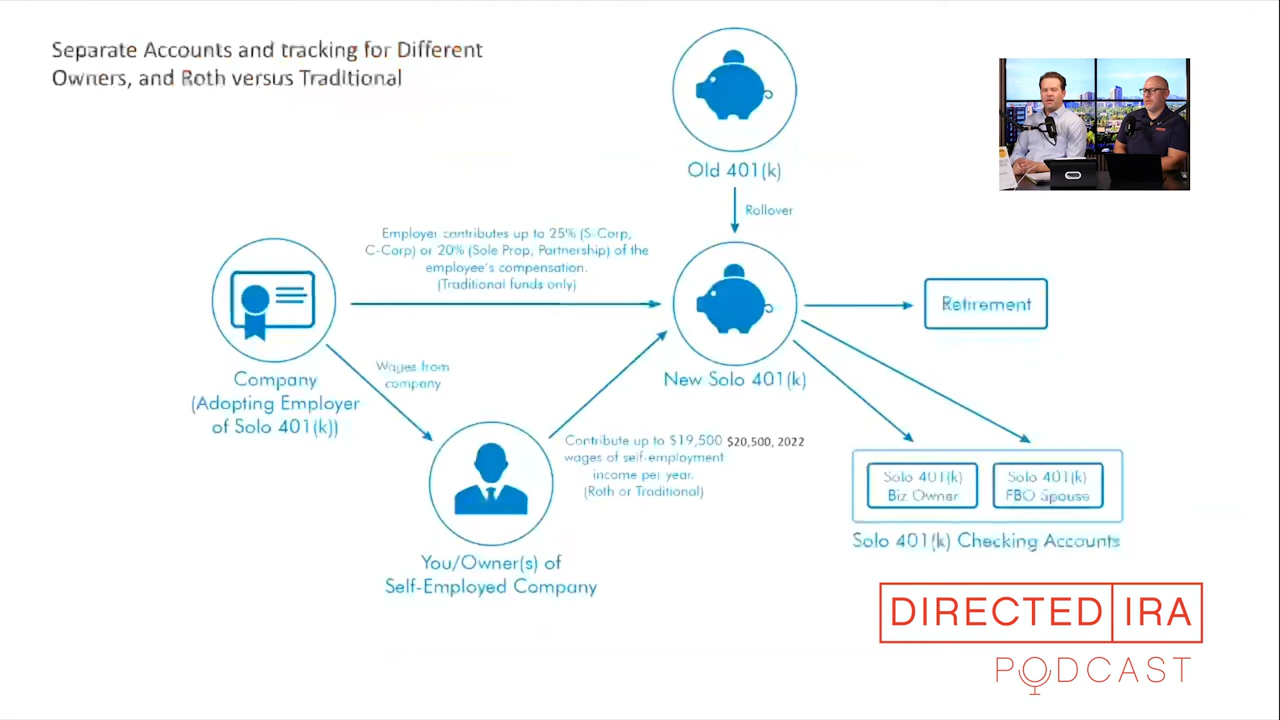 Separate Accounts and tracking for Different
Owners, and Roth versus Traditional
Old 401(k)
Rollover
Employer contributes up to 25% (S-Corp,
C-Corp) or 20% (Sole Prop, Partnership) of the
employee's compensation.
(Traditional funds only)
Retirement
New Solo 401(k)
Wages from
company
Company
(Adopting Employer
of Solo 401(k))
Contribute up to $19,500 $20,500, 2022
wages of self-employment
income per year.
(Roth or Traditional)
Solo 401(k)
Biz Owner
Solo 401(k)
FBO Spouse
Solo 401(k) Checking Accounts
You/Owner(s) of
Self-Employed Company
DIRECTED IRA
PODCAST